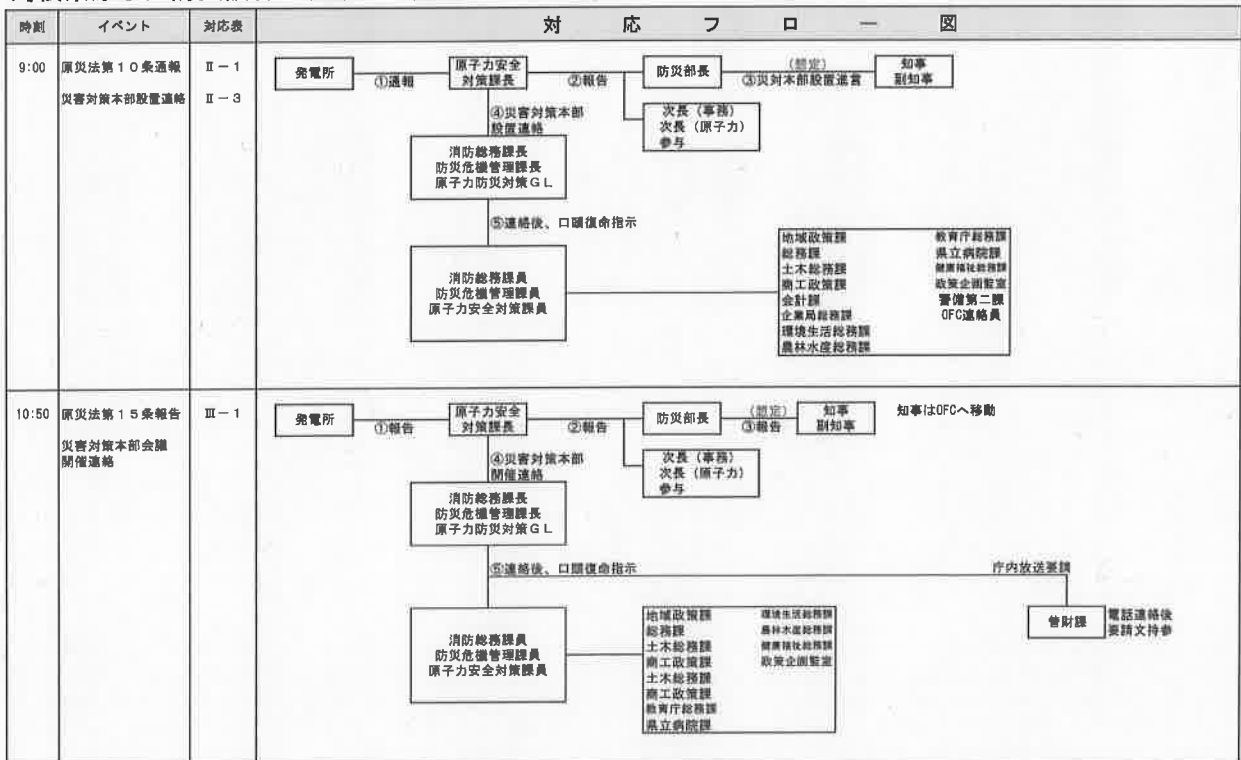 時刻 イベント 対応表 対応フロー図
9:00 原災法第10条通報 Ⅱ－1
災害対策本部設置連絡 Ⅱ－3
発電所
①通報
原子力安全
対策課長
②報告
防災部長
(想定)
③災対本部設置進言
知事
副知事
次長（事務）
次長（原子力）
参与
④災害対策本部
設置連絡
消防総務課長
防災危機管理課長
原子力防災対策ＧＬ
⑤連絡後、口頭復命指示
消防総務課員
防災危機管理課員
原子力安全対策課員
地域政策課 教育庁総務課
総務課 県立病院課
土木総務課 健康福祉総務課
商工政策課 政策企画監室
会計課 警備第二課
企業局総務課 OFC連絡員
環境生活総務課
農林水産総務課
10:50 原災法第15条報告 Ⅲ－1
災害対策本部会議
開催連絡
発電所
①報告
原子力安全
対策課長
②報告
防災部長
(想定)
③報告
知事
副知事
知事はOFCへ移動
次長（事務）
次長（原子力）
参与
④災害対策本部
開催連絡
消防総務課長
防災危機管理課長
原子力防災対策ＧＬ
⑤連絡後、口頭復命指示
庁内放送要請
管財課
電話連絡後
要請文持参
消防総務課員
防災危機管理課員
原子力安全対策課員
地域政策課 環境生活総務課
総務課 農林水産総務課
土木総務課 健康福祉総務課
商工政策課 政策企画監室
土木総務課
商工政策課
教育庁総務課
県立病院課